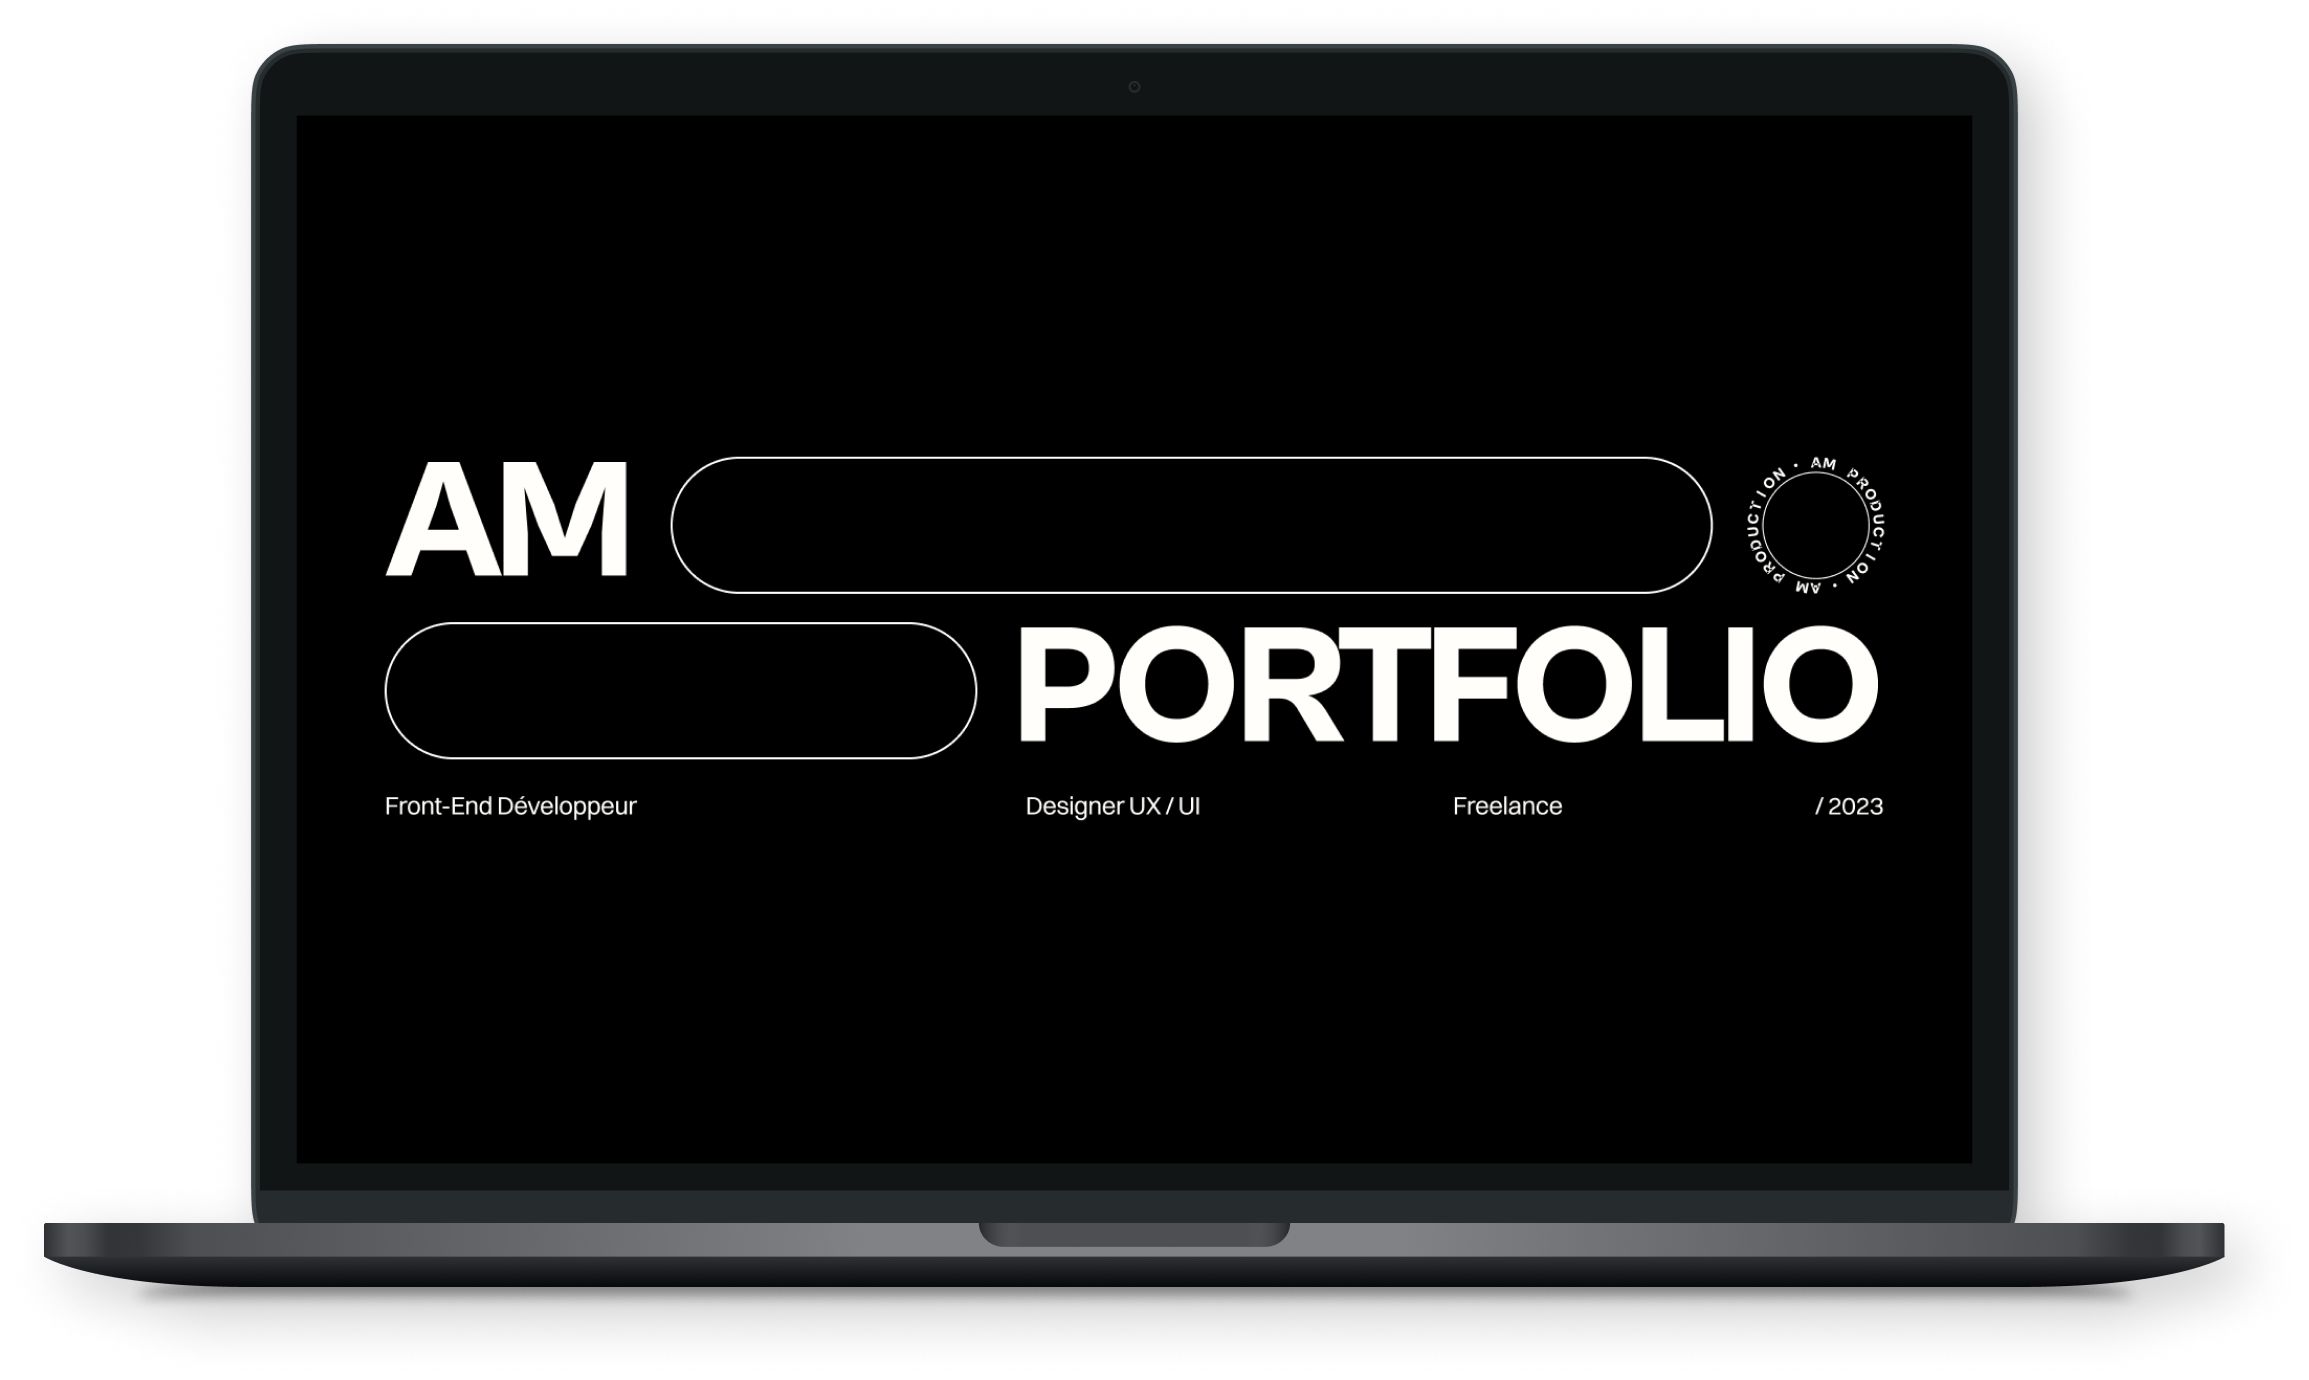 AM
AM PRODUCTION • AM PRODUCTION •
PORTFOLIO
Front-End Développeur
Designer UX / UI
Freelance
/ 2023